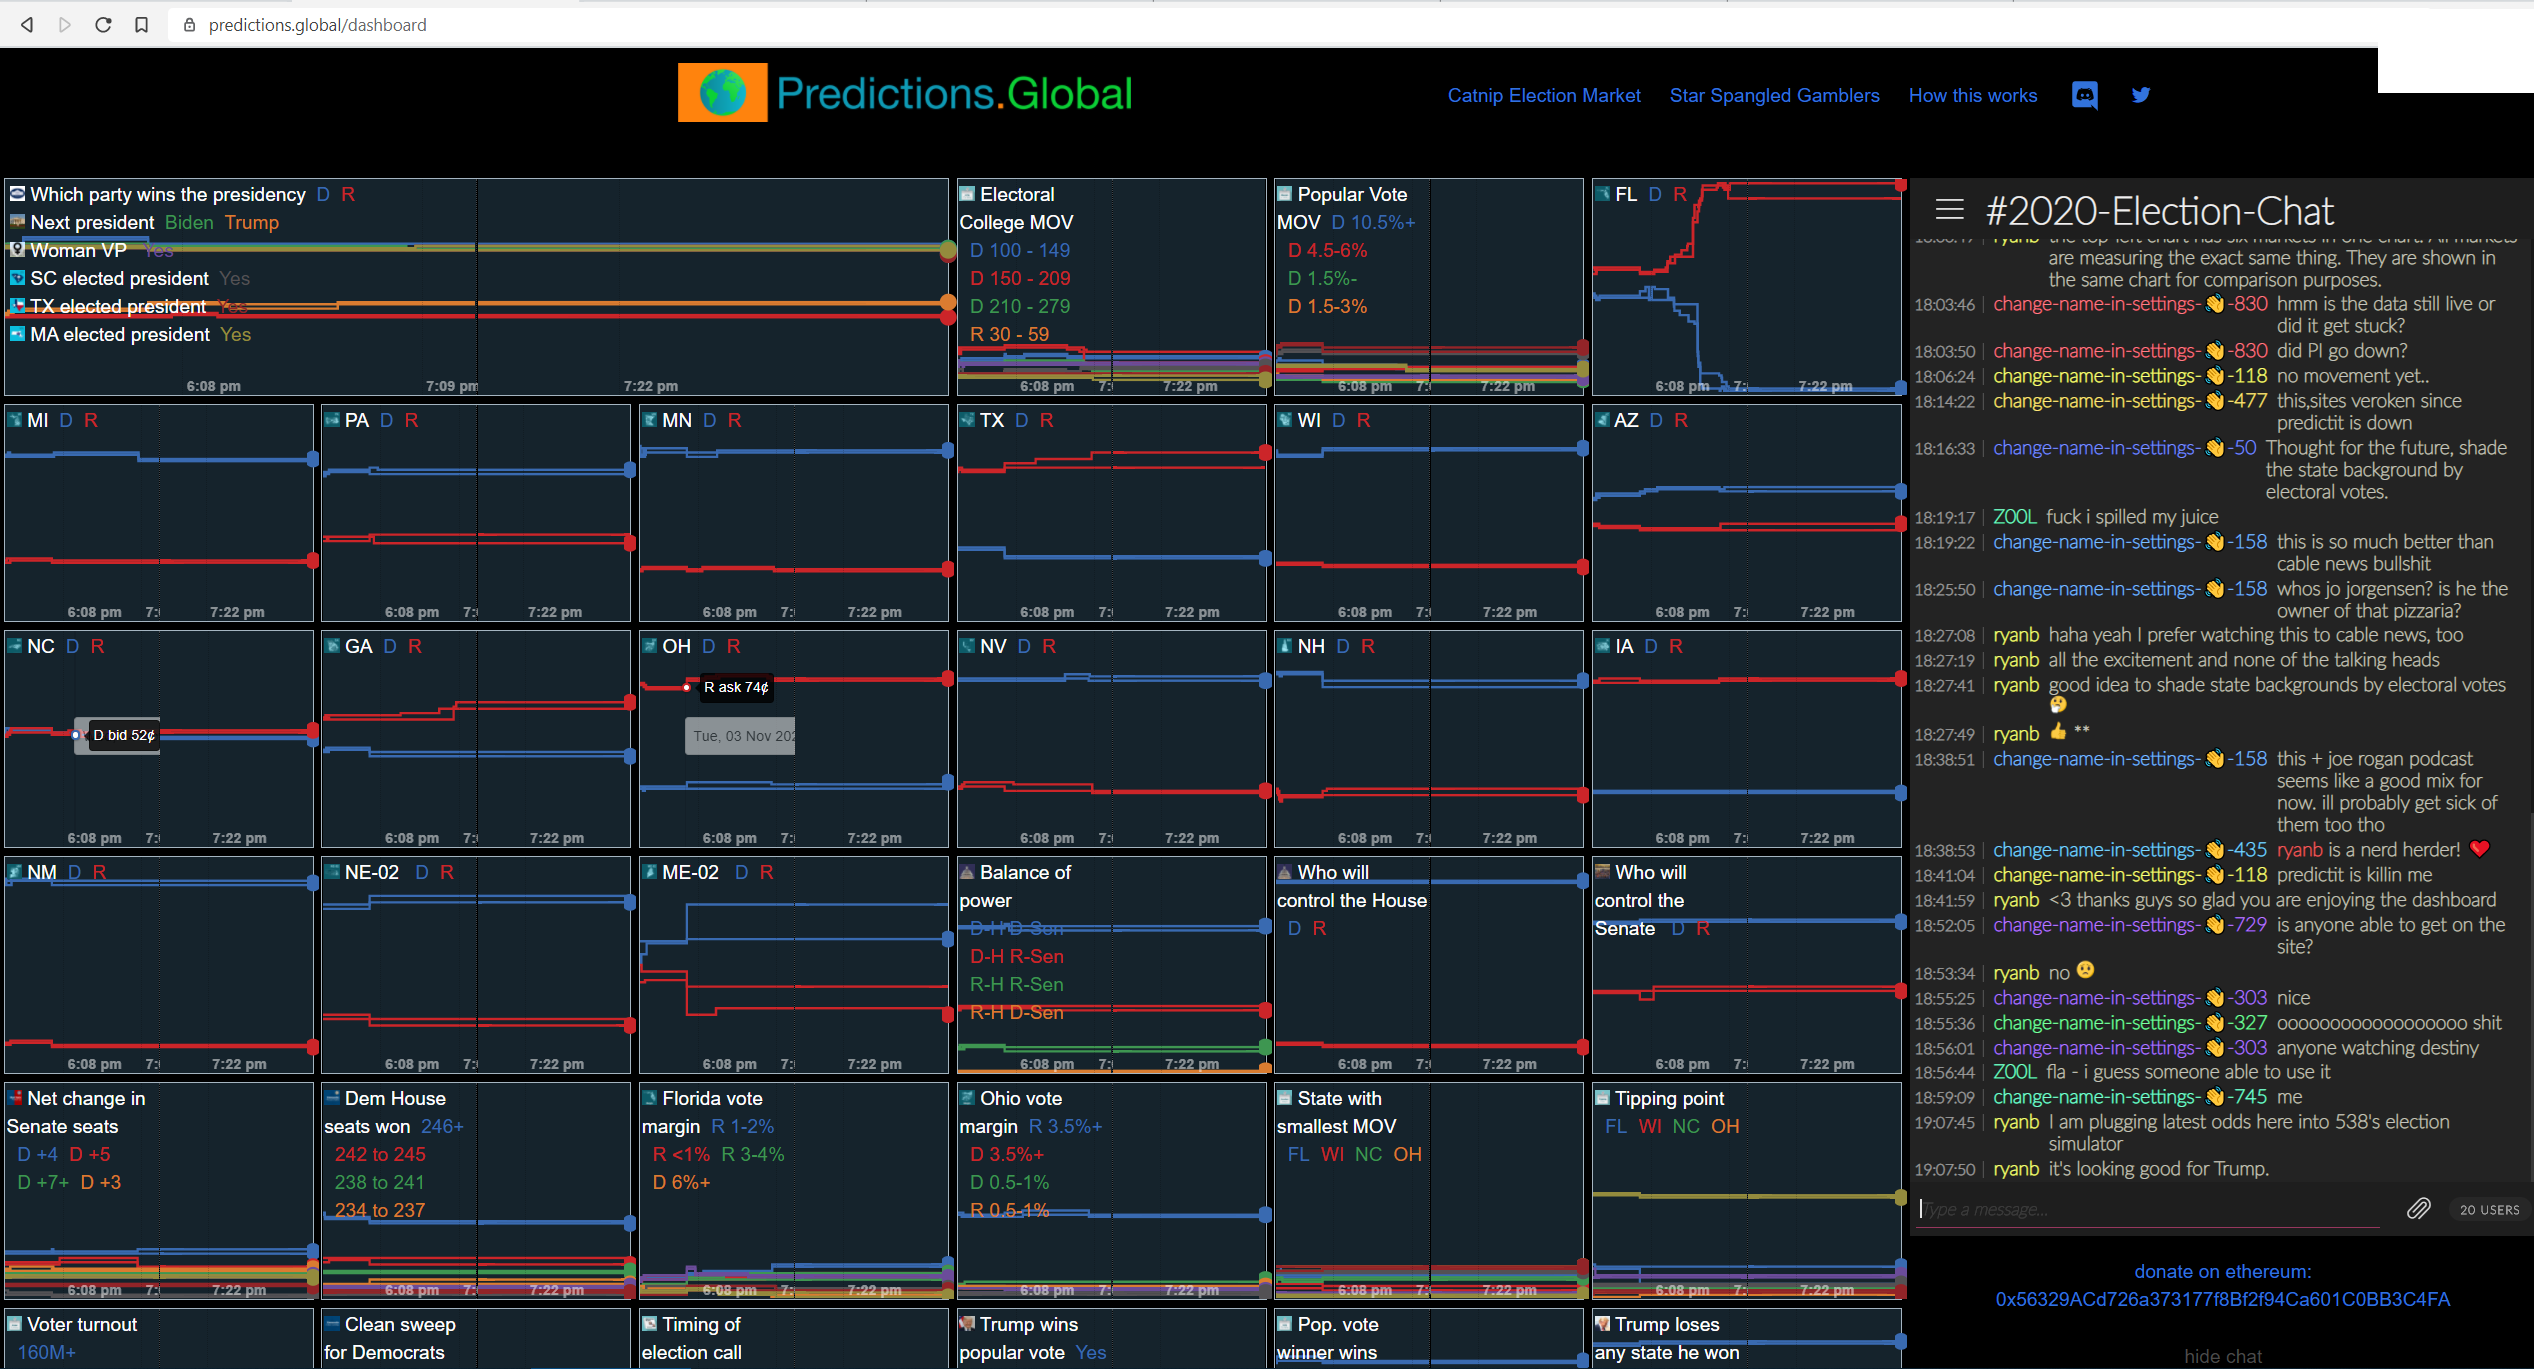 predictions.global/dashboard
Predictions.Global
Catnip Election Market Star Spangled Gamblers How this works
Which party wins the presidency D R
Next president Biden Trump
Woman VP Yes
SC elected president Yes
TX elected president Yes
MA elected president Yes
6:08 pm 7:09 pm 7:22 pm
Electoral
College MOV
D 100 - 149
D 150 - 209
D 210 - 279
R 30 - 59
6:08 pm 7: 7:22 pm
Popular Vote
MOV D 10.5%+
D 4.5-6%
D 1.5%-
D 1.5-3%
6:08 pm 7: 7:22 pm
FL D R
6:08 pm 7: 7:22 pm
MI D R
6:08 pm 7: 7:22 pm
PA D R
6:08 pm 7: 7:22 pm
MN D R
6:08 pm 7: 7:22 pm
TX D R
6:08 pm 7: 7:22 pm
WI D R
6:08 pm 7: 7:22 pm
AZ D R
6:08 pm 7: 7:22 pm
NC D R
D bid 52¢
6:08 pm 7: 7:22 pm
GA D R
6:08 pm 7: 7:22 pm
OH D R
R ask 74¢
Tue, 03 Nov 202
6:08 pm 7: 7:22 pm
NV D R
6:08 pm 7: 7:22 pm
NH D R
6:08 pm 7: 7:22 pm
IA D R
6:08 pm 7: 7:22 pm
NM D R
6:08 pm 7: 7:22 pm
NE-02 D R
6:08 pm 7: 7:22 pm
ME-02 D R
6:08 pm 7: 7:22 pm
Balance of
power
D-H D-Sen
D-H R-Sen
R-H R-Sen
R-H D-Sen
6:08 pm 7: 7:22 pm
Who will
control the House
D R
6:08 pm 7: 7:22 pm
Who will
control the
Senate D R
6:08 pm 7: 7:22 pm
Net change in
Senate seats
D +4 D +5
D +7+ D +3
6:08 pm 7: 7:22 pm
Dem House
seats won 246+
242 to 245
238 to 241
234 to 237
6:08 pm 7: 7:22 pm
Florida vote
margin R 1-2%
R <1% R 3-4%
D 6%+
6:08 pm 7: 7:22 pm
Ohio vote
margin R 3.5%+
D 3.5%+
D 0.5-1%
R 0.5-1%
6:08 pm 7: 7:22 pm
State with
smallest MOV
FL WI NC OH
6:08 pm 7: 7:22 pm
Tipping point
FL WI NC OH
6:08 pm 7: 7:22 pm
Voter turnout
160M+
Clean sweep
for Democrats
Timing of
election call
Trump wins
popular vote Yes
Pop. vote
winner wins
Trump loses
any state he won
#2020-Election-Chat
ryanb the top-left chart has six markets in one chart. All markets
are measuring the exact same thing. They are shown in
the same chart for comparison purposes.
18:03:46 change-name-in-settings-👋-830 hmm is the data still live or
did it get stuck?
18:03:50 change-name-in-settings-👋-830 did PI go down?
18:06:24 change-name-in-settings-👋-118 no movement yet..
18:14:22 change-name-in-settings-👋-477 this,sites veroken since
predictit is down
18:16:33 change-name-in-settings-👋-50 Thought for the future, shade
the state background by
electoral votes.
18:19:17 ZOOL fuck i spilled my juice
18:19:22 change-name-in-settings-👋-158 this is so much better than
cable news bullshit
18:25:50 change-name-in-settings-👋-158 whos jo jorgensen? is he the
owner of that pizzaria?
18:27:08 ryanb haha yeah I prefer watching this to cable news, too
18:27:19 ryanb all the excitement and none of the talking heads
18:27:41 ryanb good idea to shade state backgrounds by electoral votes
🤔
18:27:49 ryanb 👍 **
18:38:51 change-name-in-settings-👋-158 this + joe rogan podcast
seems like a good mix for
now. ill probably get sick of
them too tho
18:38:53 change-name-in-settings-👋-435 ryanb is a nerd herder! ❤️
18:41:04 change-name-in-settings-👋-118 predictit is killin me
18:41:59 ryanb <3 thanks guys so glad you are enjoying the dashboard
18:52:05 change-name-in-settings-👋-729 is anyone able to get on the
site?
18:53:34 ryanb no 😟
18:55:25 change-name-in-settings-👋-303 nice
18:55:36 change-name-in-settings-👋-327 oooooooooooooooooo shit
18:56:01 change-name-in-settings-👋-303 anyone watching destiny
18:56:44 ZOOL fla - i guess someone able to use it
18:59:09 change-name-in-settings-👋-745 me
19:07:45 ryanb I am plugging latest odds here into 538's election
simulator
19:07:50 ryanb it's looking good for Trump.
Type a message...
20 USERS
donate on ethereum:
0x56329ACd726a373177f8Bf2f94Ca601C0BB3C4FA
hide chat